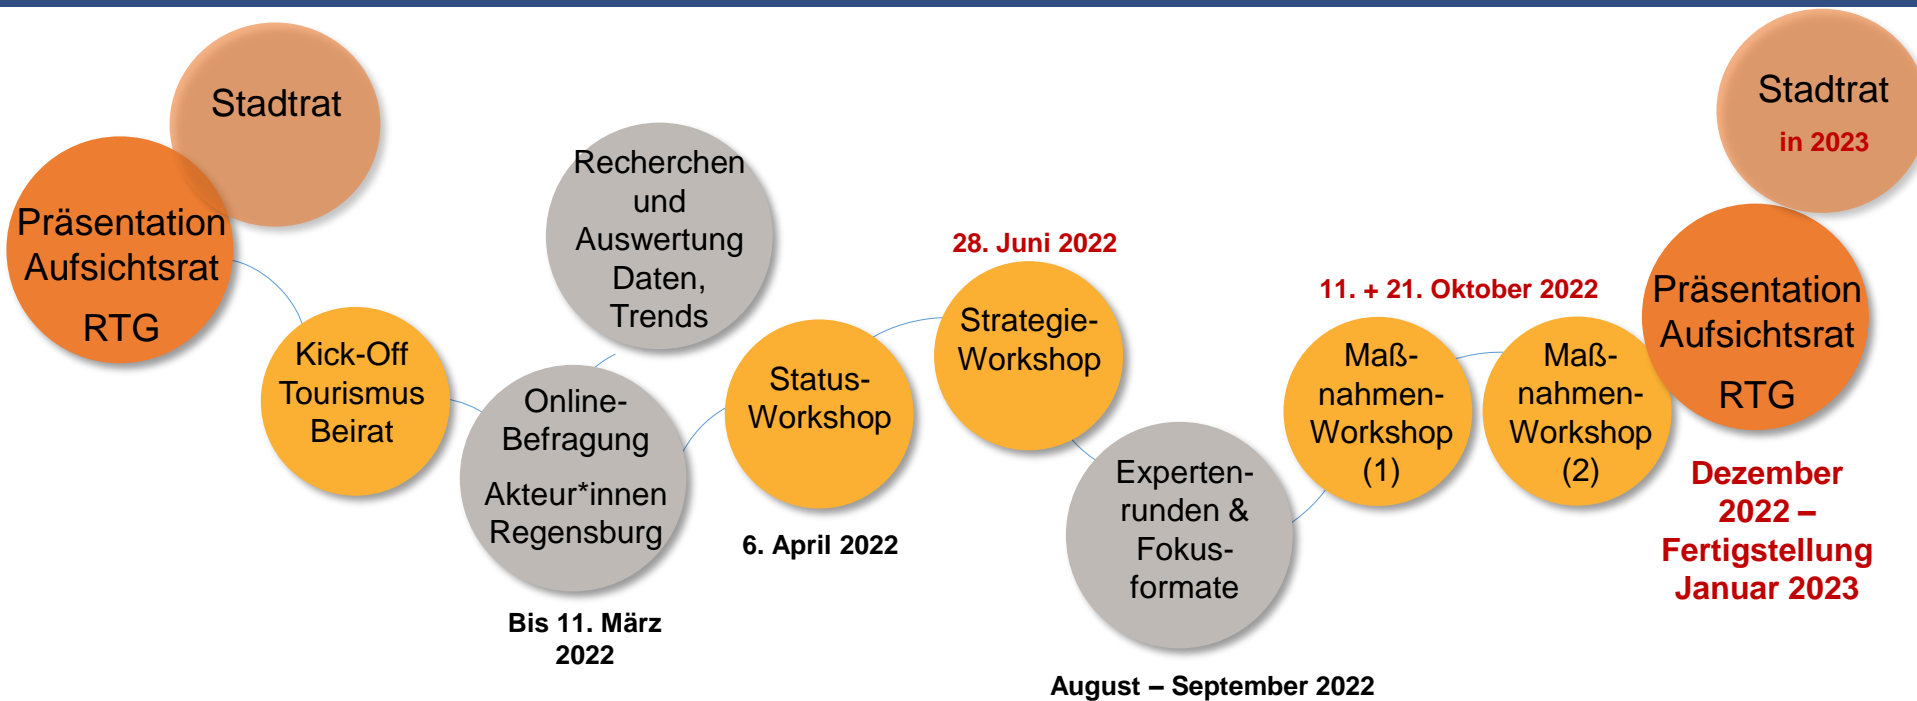 Stadtrat
Präsentation
Aufsichtsrat
RTG
Kick-Off
Tourismus
Beirat
Recherchen
und
Auswertung
Daten,
Trends
Online-
Befragung
Akteur*innen
Regensburg
Bis 11. März
2022
Status-
Workshop
6. April 2022
28. Juni 2022
Strategie-
Workshop
Experten-
runden &
Fokus-
formate
August – September 2022
11. + 21. Oktober 2022
Maß-
nahmen-
Workshop
(1)
Maß-
nahmen-
Workshop
(2)
Stadtrat
in 2023
Präsentation
Aufsichtsrat
RTG
Dezember
2022 –
Fertigstellung
Januar 2023